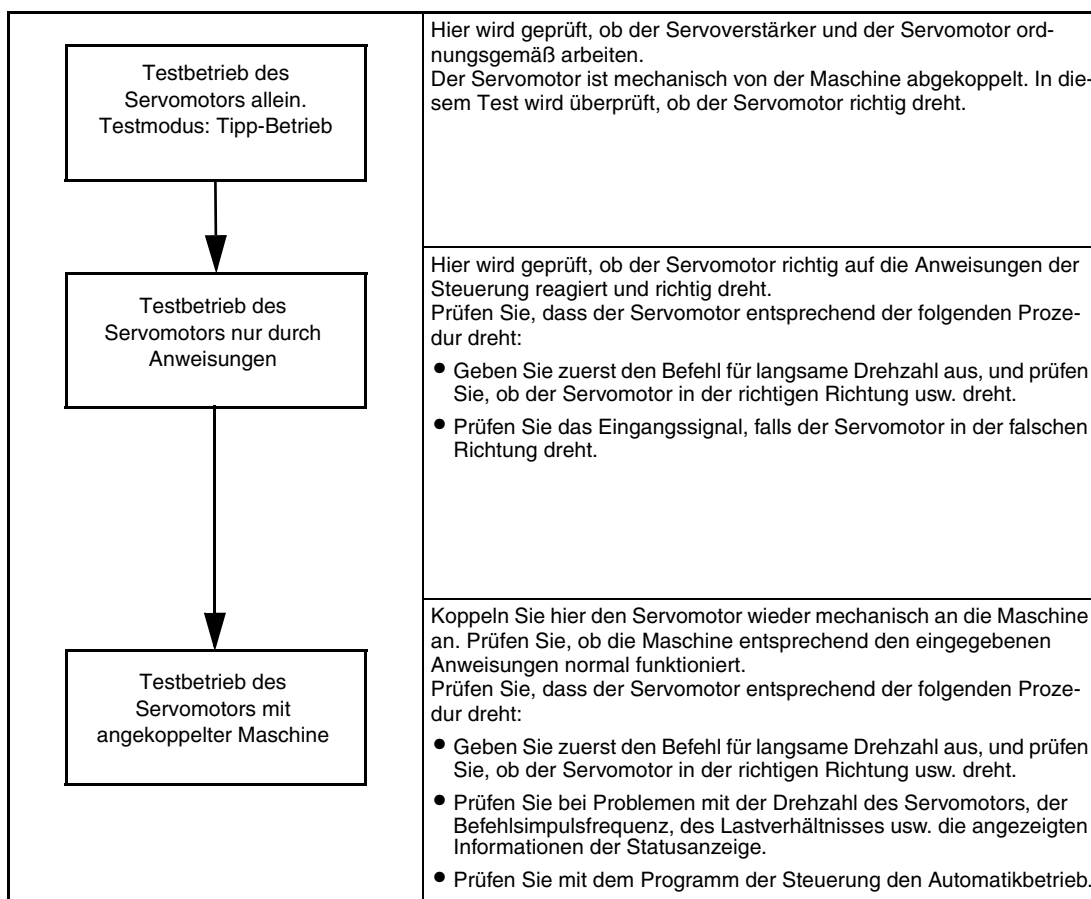 Testbetrieb des
Servomotors allein.
Testmodus: Tipp-Betrieb
Hier wird geprüft, ob der Servoverstärker und der Servomotor ord-
nungsgemäß arbeiten.
Der Servomotor ist mechanisch von der Maschine abgekoppelt. In die-
sem Test wird überprüft, ob der Servomotor richtig dreht.
Testbetrieb des
Servomotors nur durch
Anweisungen
Hier wird geprüft, ob der Servomotor richtig auf die Anweisungen der
Steuerung reagiert und richtig dreht.
Prüfen Sie, dass der Servomotor entsprechend der folgenden Proze-
dur dreht:
● Geben Sie zuerst den Befehl für langsame Drehzahl aus, und prüfen
Sie, ob der Servomotor in der richtigen Richtung usw. dreht.
● Prüfen Sie das Eingangssignal, falls der Servomotor in der falschen
Richtung dreht.
Testbetrieb des
Servomotors mit
angekoppelter Maschine
Koppeln Sie hier den Servomotor wieder mechanisch an die Maschine
an. Prüfen Sie, ob die Maschine entsprechend den eingegebenen
Anweisungen normal funktioniert.
Prüfen Sie, dass der Servomotor entsprechend der folgenden Proze-
dur dreht:
● Geben Sie zuerst den Befehl für langsame Drehzahl aus, und prüfen
Sie, ob der Servomotor in der richtigen Richtung usw. dreht.
● Prüfen Sie bei Problemen mit der Drehzahl des Servomotors, der
Befehlsimpulsfrequenz, des Lastverhältnisses usw. die angezeigten
Informationen der Statusanzeige.
● Prüfen Sie mit dem Programm der Steuerung den Automatikbetrieb.